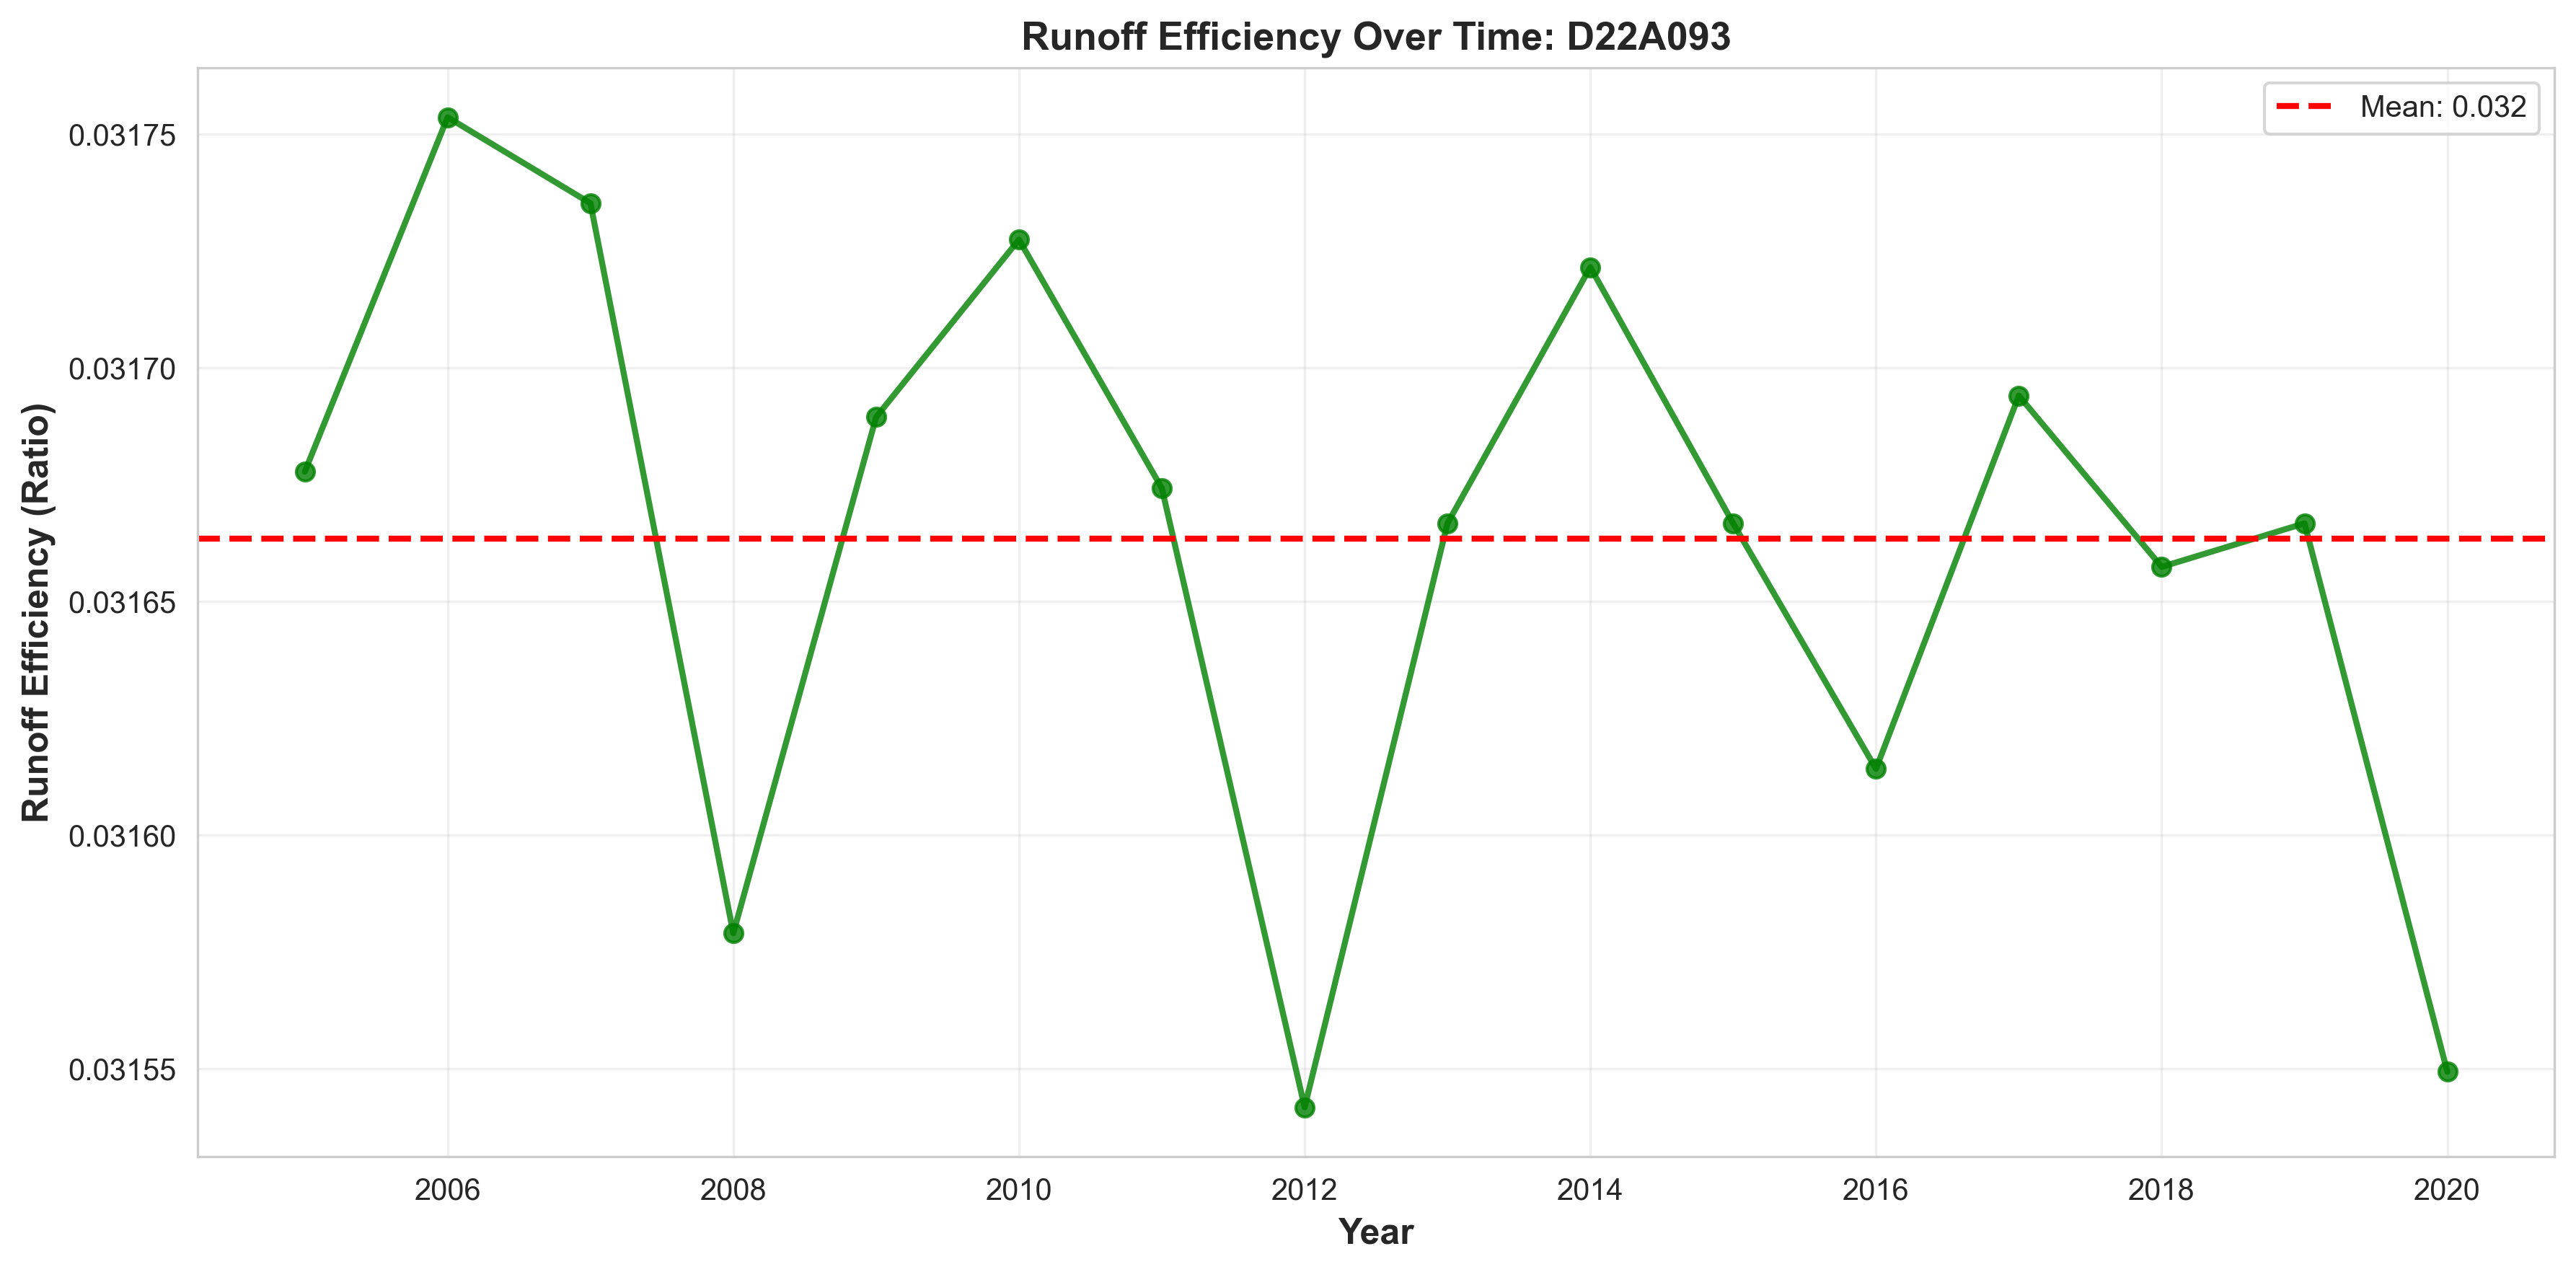 Runoff Efficiency Over Time: D22A093
Mean: 0.032
Runoff Efficiency (Ratio)
0.03175
0.03170
0.03165
0.03160
0.03155
2006 2008 2010 2012 2014 2016 2018 2020
Year